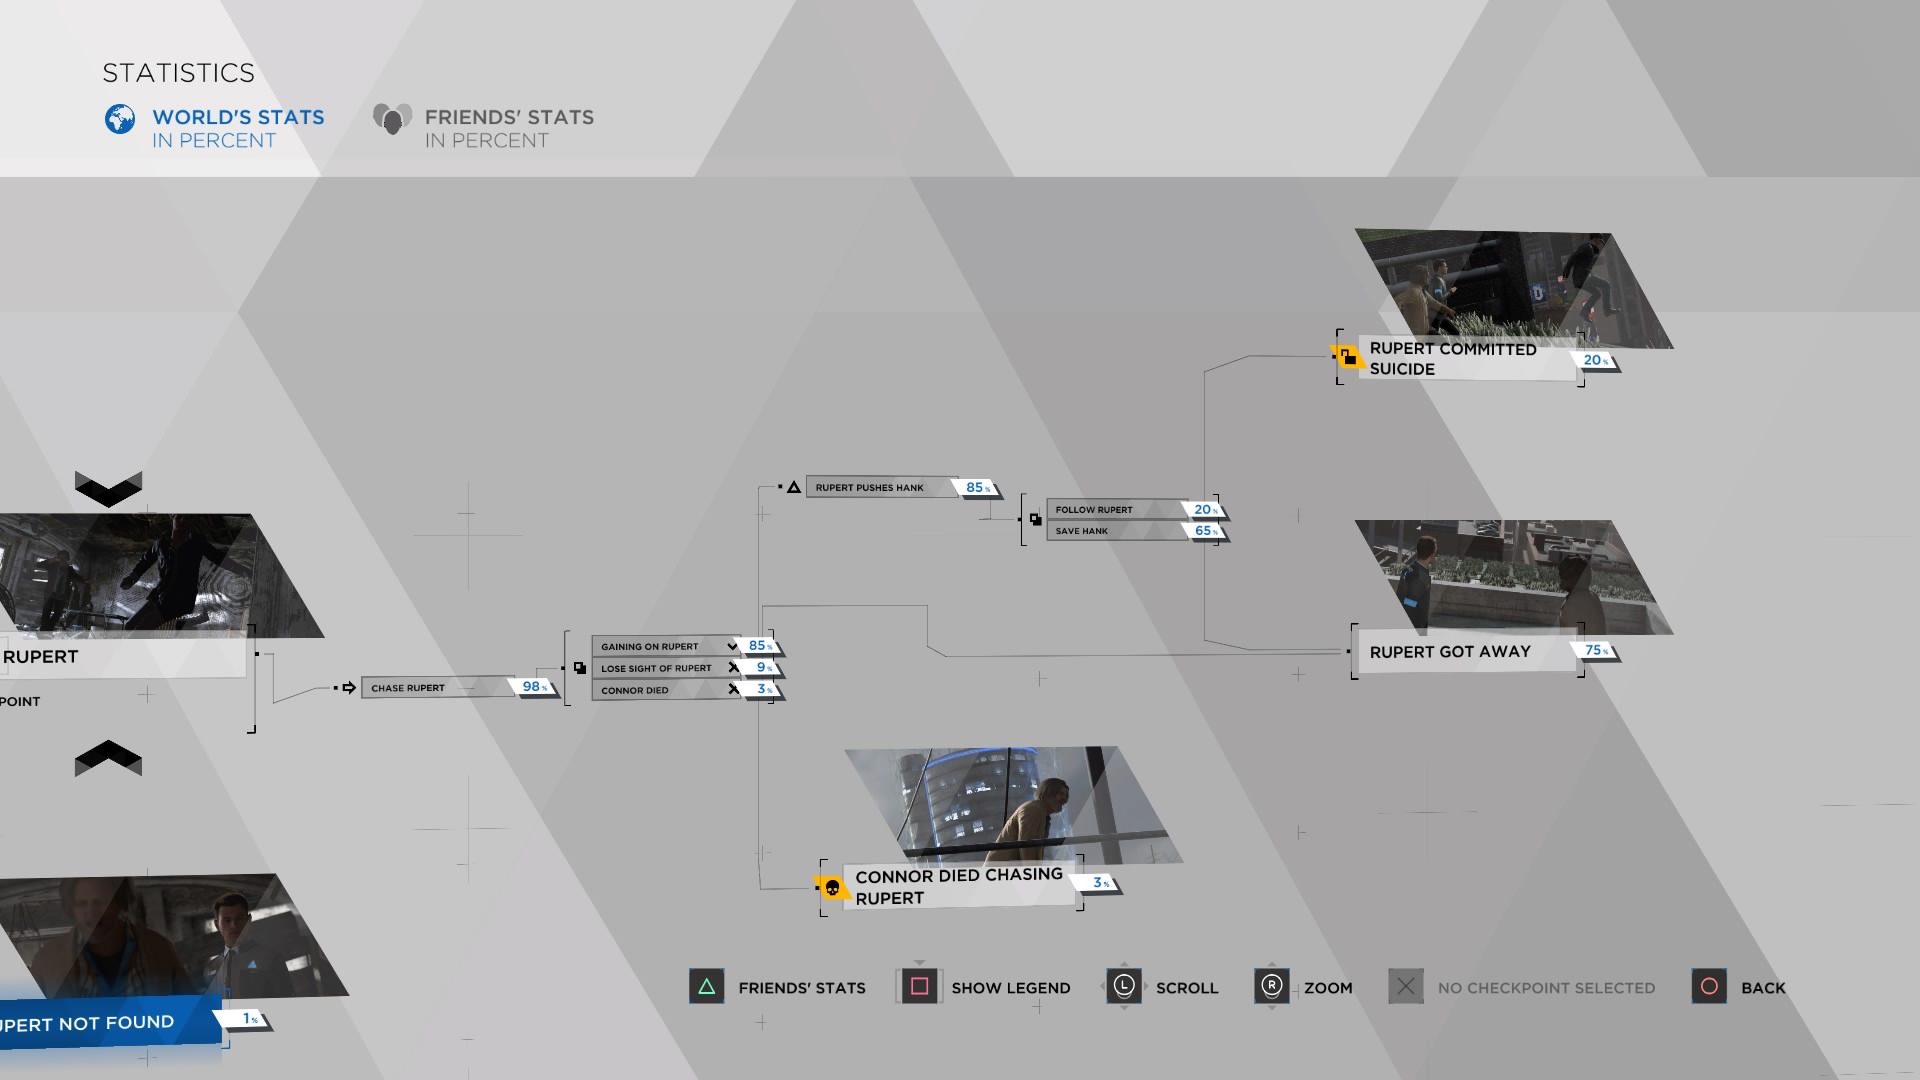 STATISTICS
WORLD'S STATS
IN PERCENT
FRIENDS' STATS
IN PERCENT
RUPERT COMMITTED
SUICIDE
20%
RUPERT PUSHES HANK
85%
FOLLOW RUPERT
20%
SAVE HANK
65%
RUPERT
POINT
CHASE RUPERT
98%
GAINING ON RUPERT
85%
LOSE SIGHT OF RUPERT
9%
CONNOR DIED
3%
RUPERT GOT AWAY
75%
CONNOR DIED CHASING
RUPERT
3%
UPERT NOT FOUND
1%
FRIENDS' STATS
SHOW LEGEND
L
SCROLL
R
ZOOM
NO CHECKPOINT SELECTED
BACK